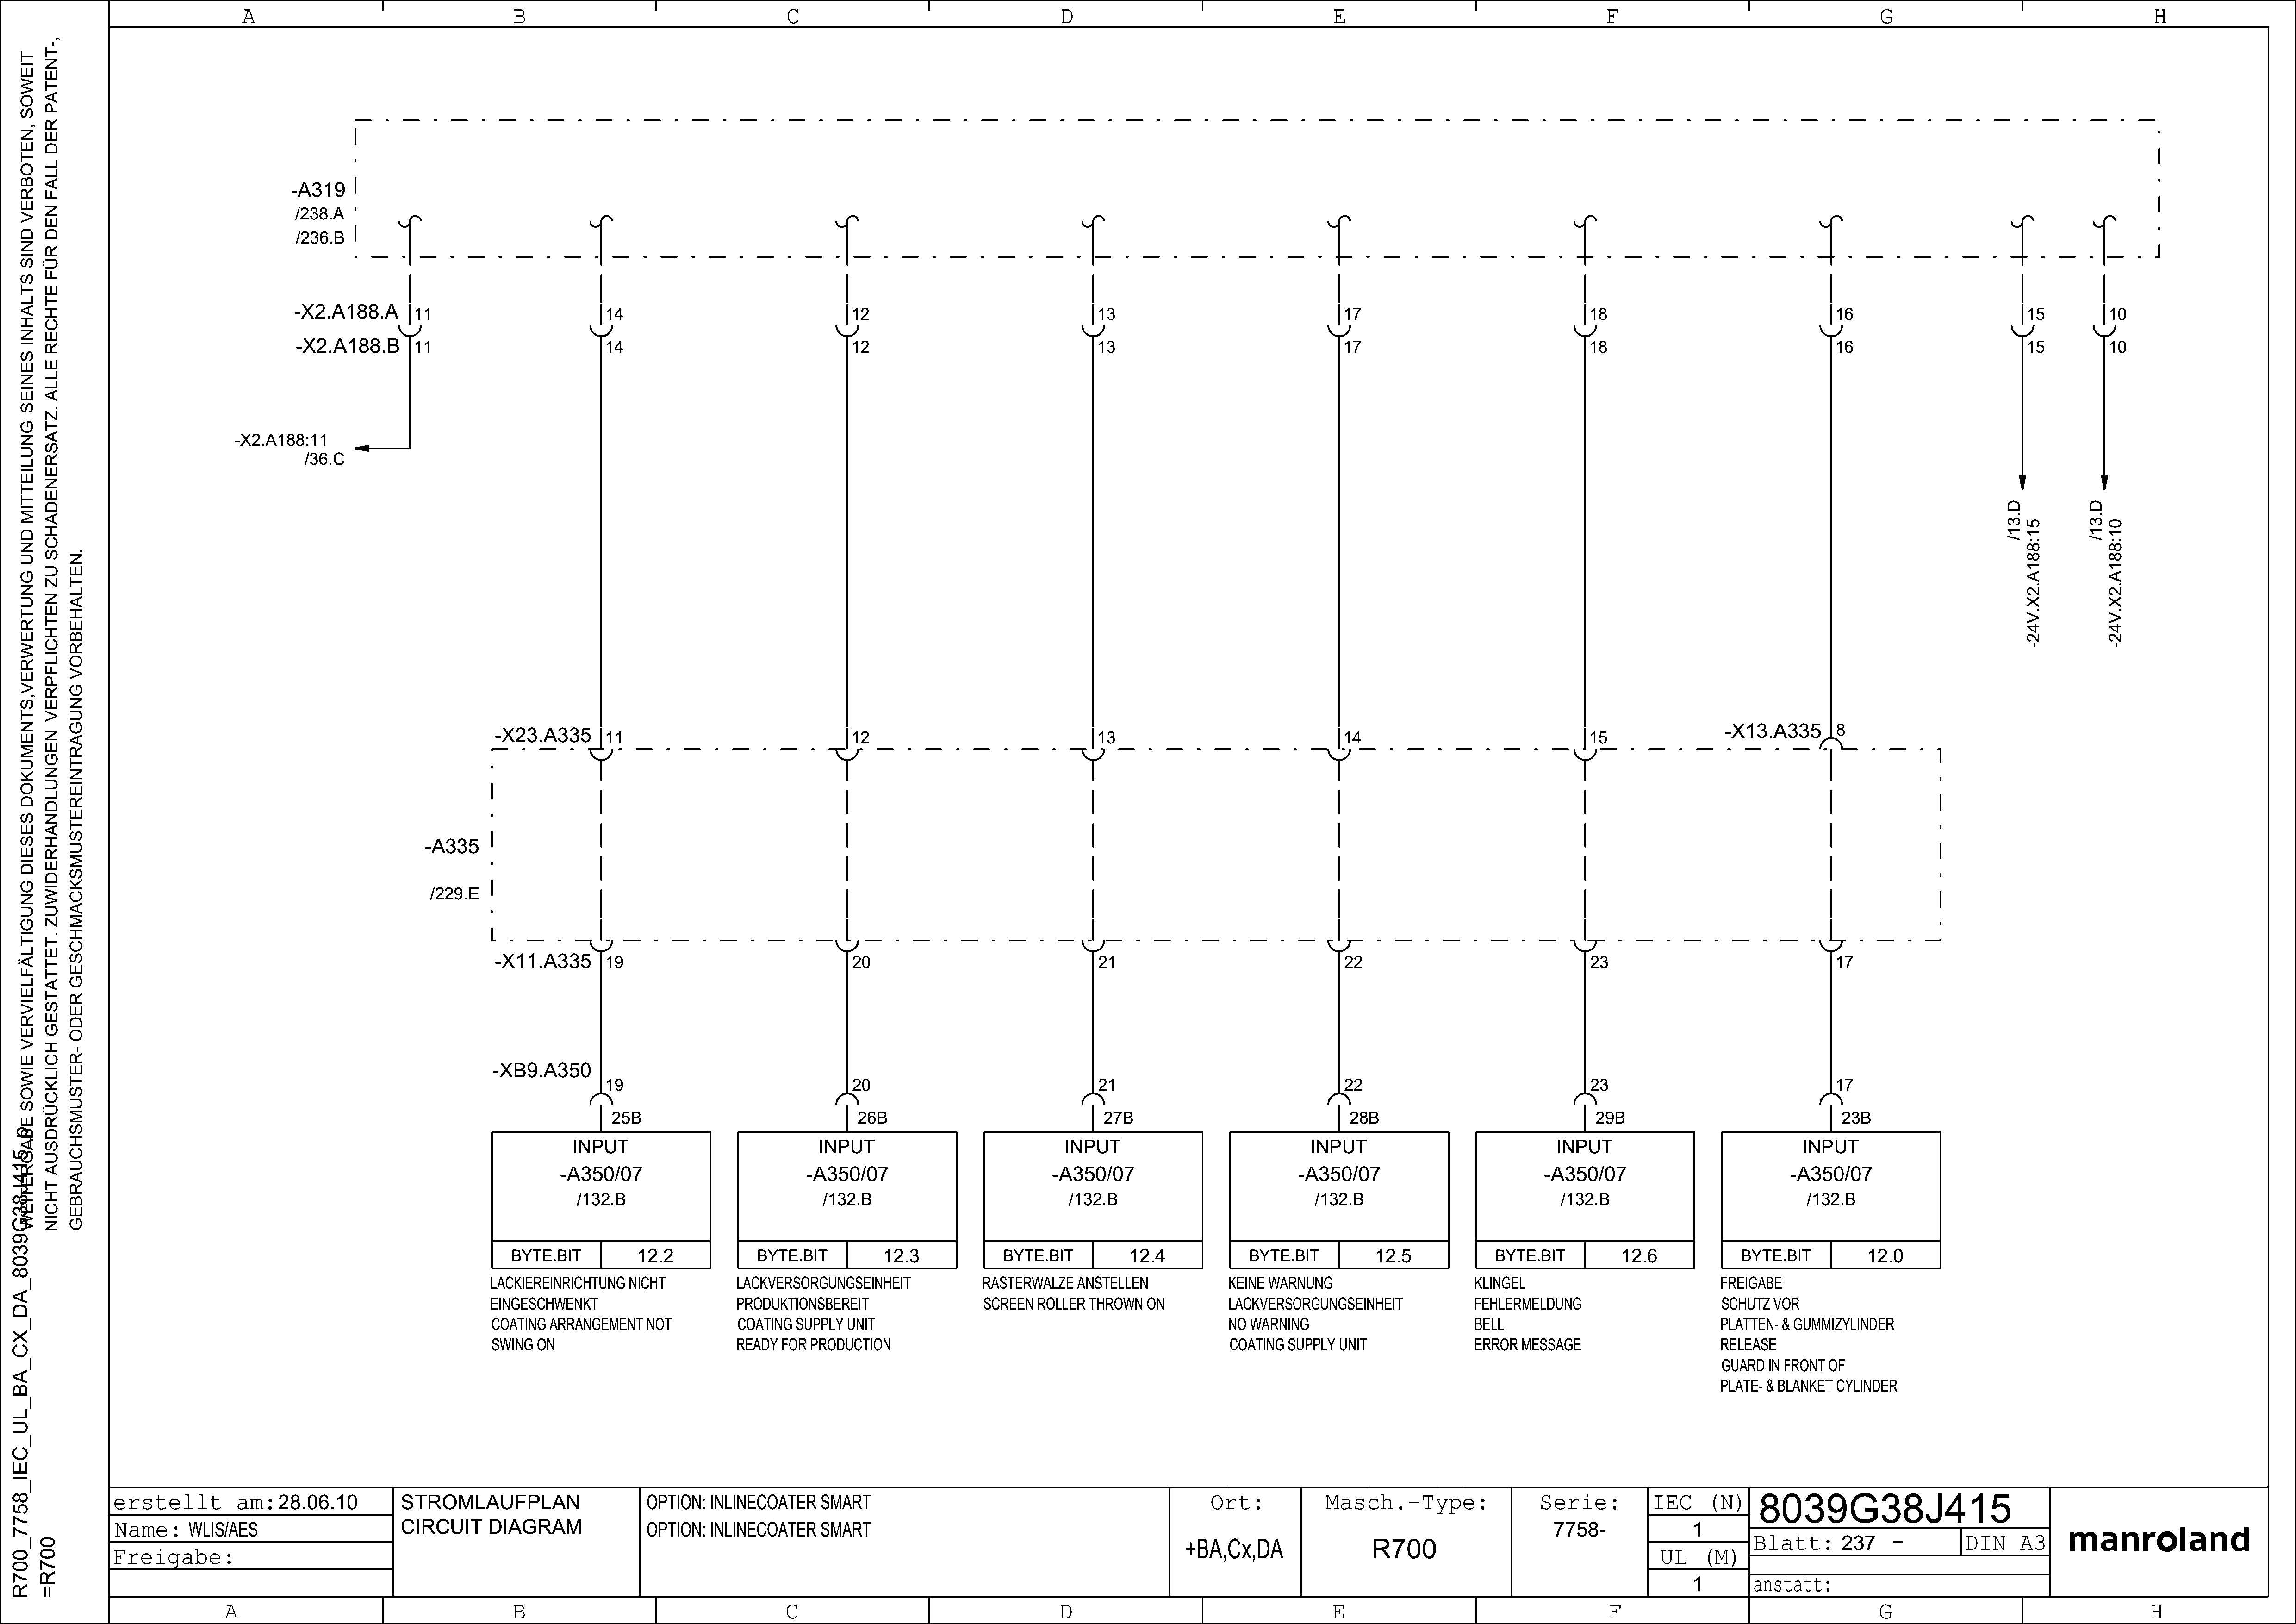 A B C D E F G H
WEITERGABE SOWIE VERVIELFÄLTIGUNG DIESES DOKUMENTS,VERWERTUNG UND MITTEILUNG SEINES INHALTS SIND VERBOTEN, SOWEIT
NICHT AUSDRÜCKLICH GESTATTET. ZUWIDERHANDLUNGEN VERPFLICHTEN ZU SCHADENERSATZ. ALLE RECHTE FÜR DEN FALL DER PATENT-,
GEBRAUCHSMUSTER- ODER GESCHMACKSMUSTEREINTRAGUNG VORBEHALTEN.
-A319
/238.A
/236.B
-X2.A188.A 11 14 12 13 17 18 16 15 10
-X2.A188.B 11 14 12 13 17 18 16 15 10
-X2.A188:11
/36.C
/13.D
-24V.X2.A188:15
/13.D
-24V.X2.A188:10
-X23.A335 11 12 13 14 15 -X13.A335 8
-A335
/229.E
-X11.A335 19 20 21 22 23 17
-XB9.A350 19 20 21 22 23 17
25B 26B 27B 28B 29B 23B
INPUT INPUT INPUT INPUT INPUT INPUT
-A350/07 -A350/07 -A350/07 -A350/07 -A350/07 -A350/07
/132.B /132.B /132.B /132.B /132.B /132.B
BYTE.BIT 12.2 BYTE.BIT 12.3 BYTE.BIT 12.4 BYTE.BIT 12.5 BYTE.BIT 12.6 BYTE.BIT 12.0
LACKIEREINRICHTUNG NICHT
EINGESCHWENKT
COATING ARRANGEMENT NOT
SWING ON
LACKVERSORGUNGSEINHEIT
PRODUKTIONSBEREIT
COATING SUPPLY UNIT
READY FOR PRODUCTION
RASTERWALZE ANSTELLEN
SCREEN ROLLER THROWN ON
KEINE WARNUNG
LACKVERSORGUNGSEINHEIT
NO WARNING
COATING SUPPLY UNIT
KLINGEL
FEHLERMELDUNG
BELL
ERROR MESSAGE
FREIGABE
SCHUTZ VOR
PLATTEN- & GUMMIZYLINDER
RELEASE
GUARD IN FRONT OF
PLATE- & BLANKET CYLINDER
R700_7758_IEC_UL_BA_CX_DA_8039G38J415_D
=R700
erstellt am: 28.06.10
Name: WLIS/AES
Freigabe:
STROMLAUFPLAN
CIRCUIT DIAGRAM
OPTION: INLINECOATER SMART
OPTION: INLINECOATER SMART
Ort:
+BA,Cx,DA
Masch.-Type:
R700
Serie:
7758-
IEC (N)
1
UL (M)
1
8039G38J415
Blatt: 237 -
DIN A3
anstatt:
manroland
A B C D E F G H